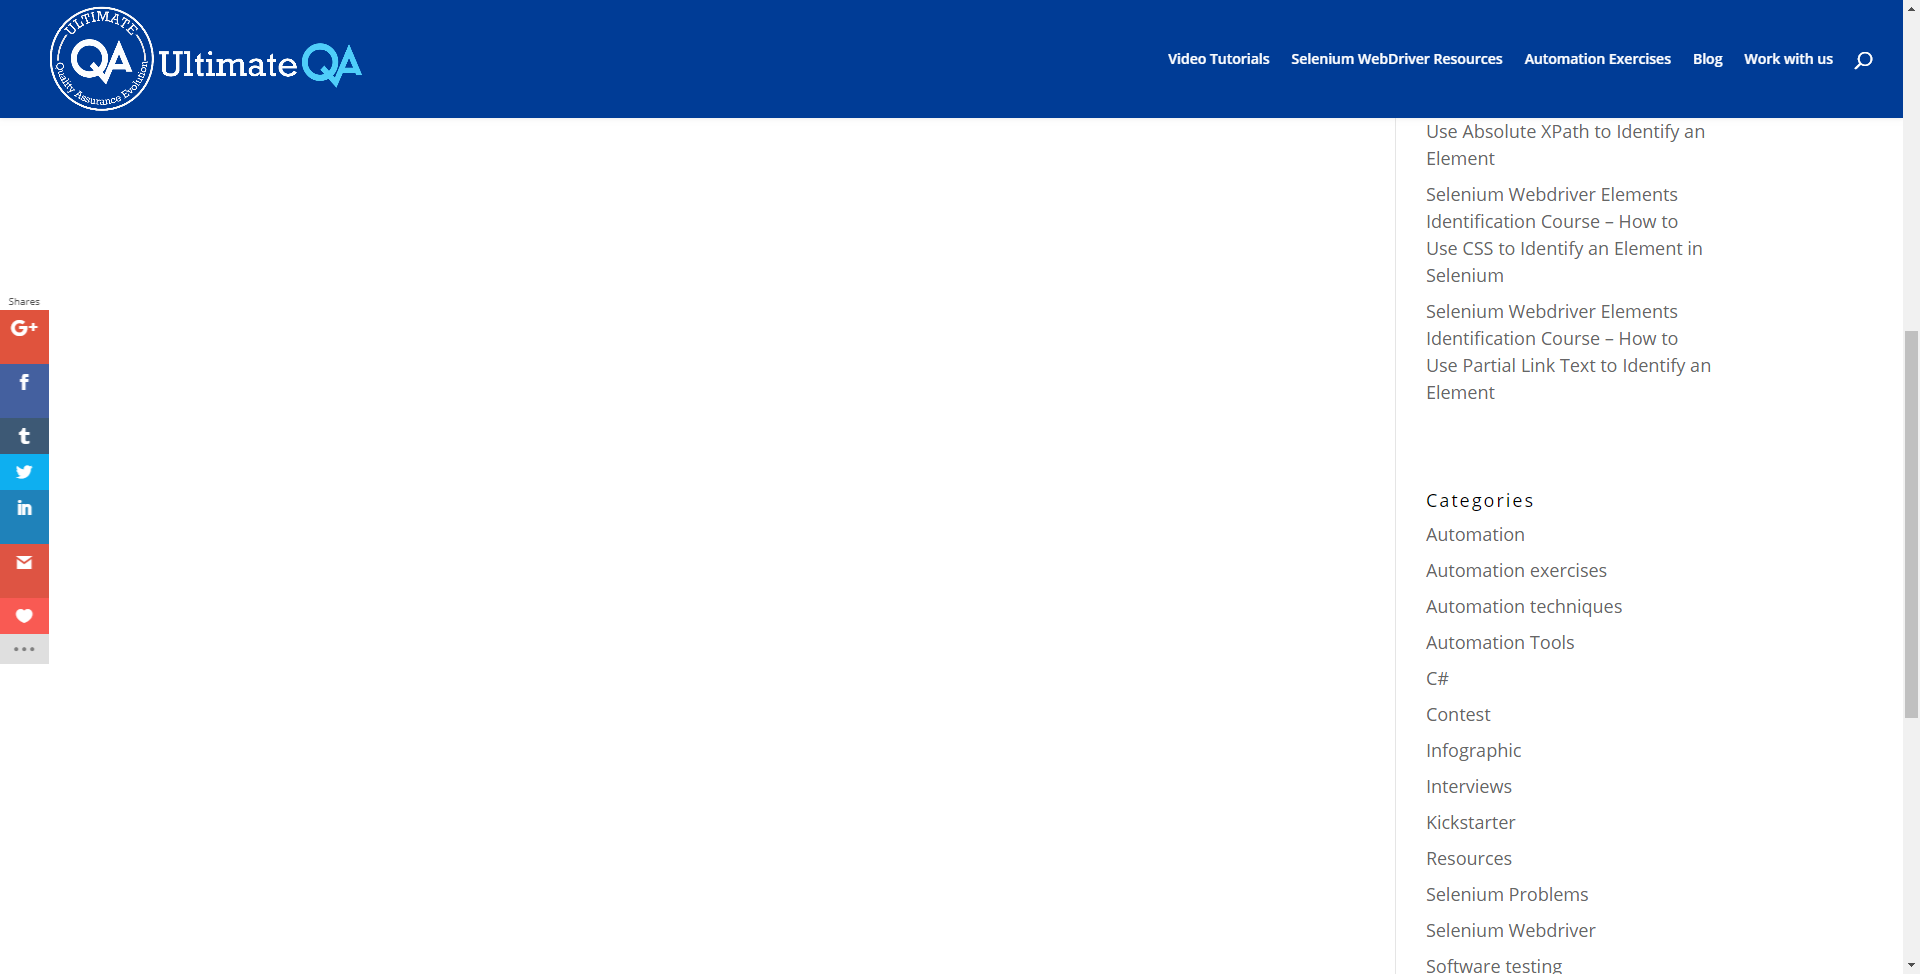 ULTIMATE
QA
Quality Assurance Evolution
UltimateQA
Video Tutorials
Selenium WebDriver Resources
Automation Exercises
Blog
Work with us
Use Absolute XPath to Identify an
Element
Selenium Webdriver Elements
Identification Course – How to
Use CSS to Identify an Element in
Selenium
Selenium Webdriver Elements
Identification Course – How to
Use Partial Link Text to Identify an
Element
Shares
G+
f
t
in
Categories
Automation
Automation exercises
Automation techniques
Automation Tools
C#
Contest
Infographic
Interviews
Kickstarter
Resources
Selenium Problems
Selenium Webdriver
Software testing